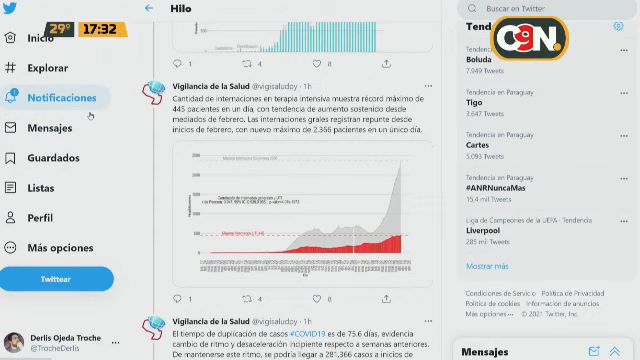 29°
17:32
Hilo
Inicio
Explorar
Notificaciones
Mensajes
Guardados
Listas
Perfil
Más opciones
Twittear
Derlis Ojeda Troche
@TrocheDerlis
1
4
8
Vigilancia de la Salud @vigisaludpy · 1h
Cantidad de internaciones en terapia intensiva muestra récord máximo de
445 pacientes en un día, con tendencia de aumento sostenido desde
mediados de febrero. Las internaciones grales registran repunte desde
inicios de febrero, con nuevo máximo de 2.366 pacientes en un único día.
1
4
8
Vigilancia de la Salud @vigisaludpy · 1h
El tiempo de duplicación de casos #COVID19 es de 75.6 días, evidencia
cambio de ritmo y desaceleración incipiente respecto a semanas anteriores.
De mantenerse este ritmo, se podría llegar a 281.366 casos a inicios de
Buscar en Twitter
C9N.
Tendencia en Paraguay
Boluda
7.949 Tweets
Tendencia en Paraguay
Tigo
3.647 Tweets
Tendencia en Paraguay
Cartes
5.093 Tweets
Tendencia en Paraguay
#ANRNuncaMas
15,4 mil Tweets
Liga de Campeones de la UEFA · Tendencia
Liverpool
285 mil Tweets
Mostrar más
Condiciones de Servicio Política de Privacidad
Política de cookies Información de anuncios
Más opciones ··· © 2021 Twitter, Inc.
Mensajes